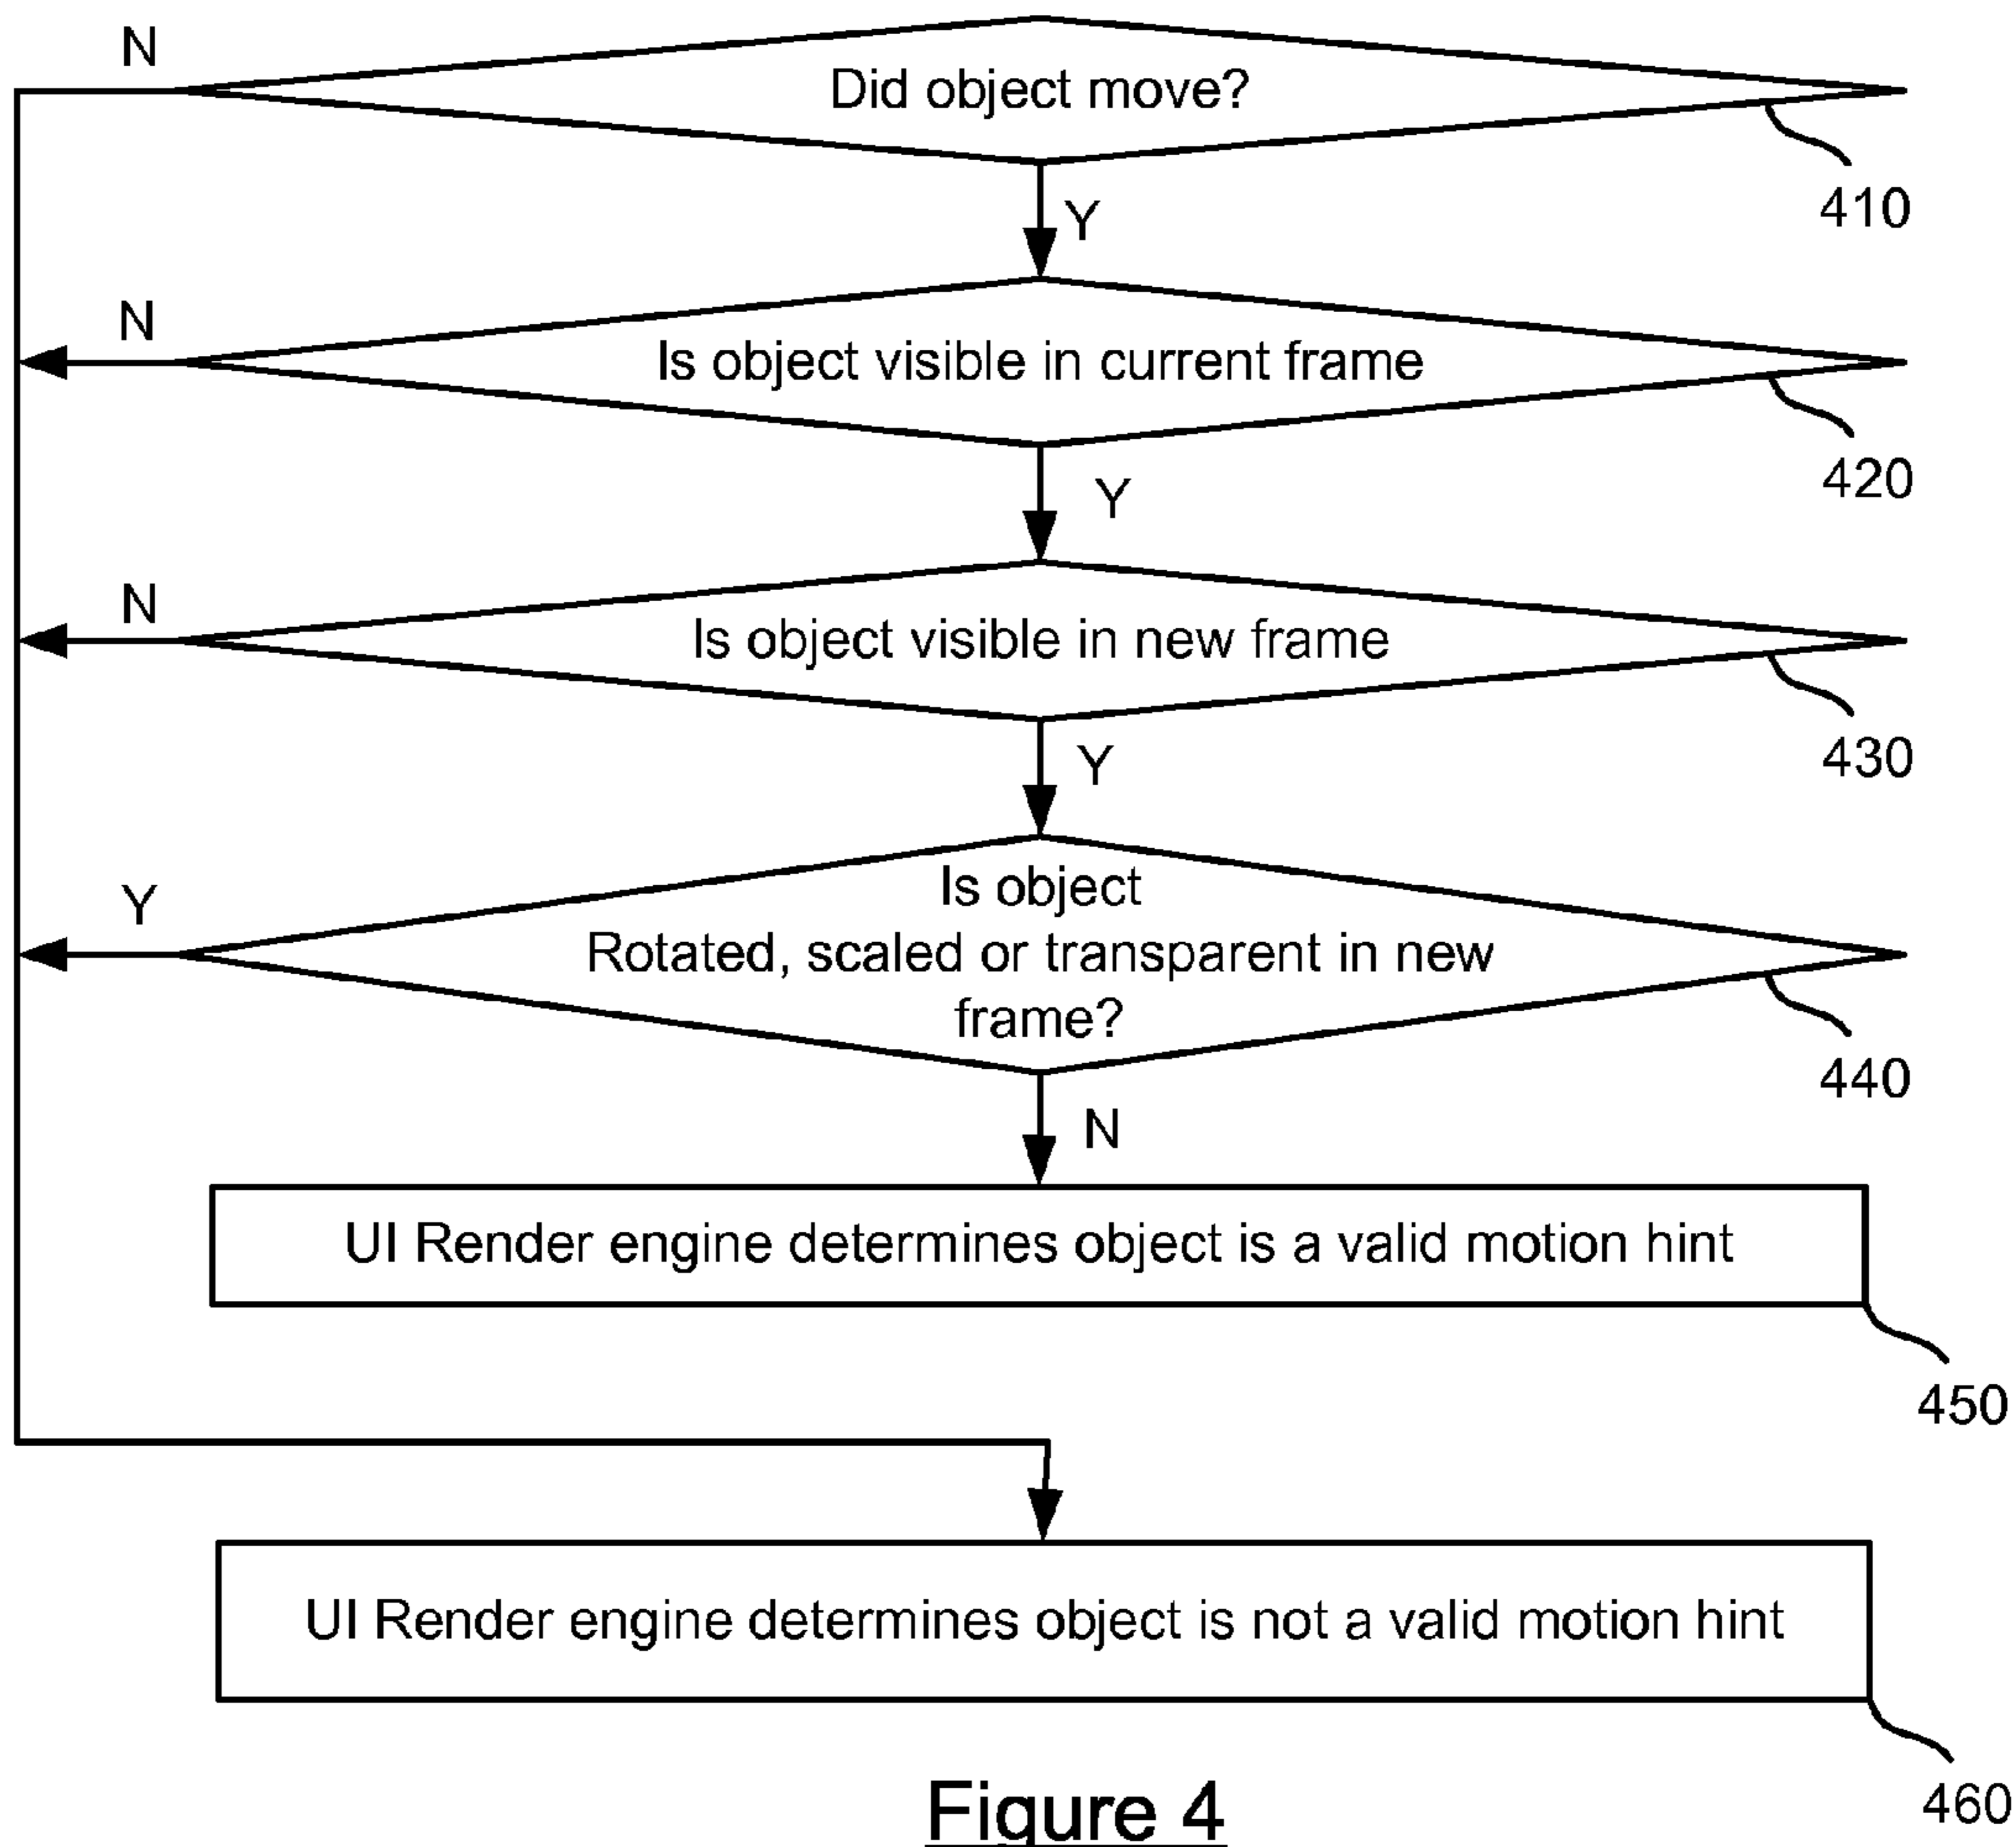 N
Did object move?
410
Y
N
Is object visible in current frame
420
Y
N
Is object visible in new frame
430
Y
Y
Is object
Rotated, scaled or transparent in new
frame?
440
N
UI Render engine determines object is a valid motion hint
450
UI Render engine determines object is not a valid motion hint
460
Figure 4